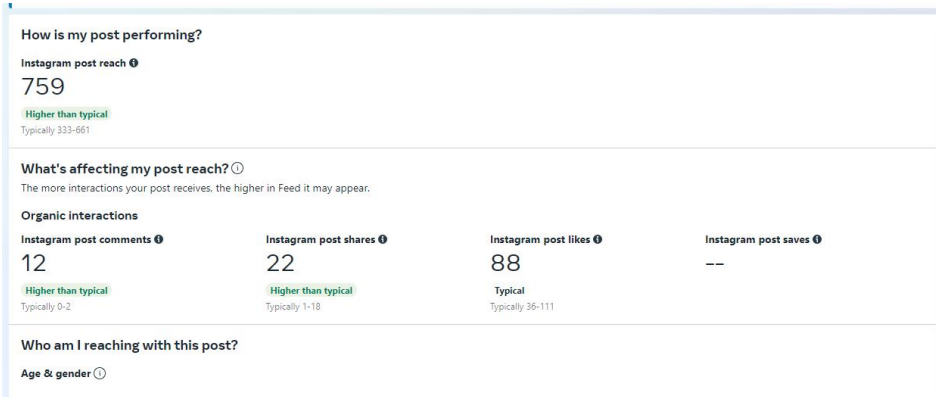 How is my post performing?
Instagram post reach
759
Higher than typical
Typically 333-661
What's affecting my post reach?
The more interactions your post receives, the higher in Feed it may appear.
Organic interactions
Instagram post comments
12
Higher than typical
Typically 0-2
Instagram post shares
22
Higher than typical
Typically 1-18
Instagram post likes
88
Typical
Typically 36-111
Instagram post saves
--
Who am I reaching with this post?
Age & gender